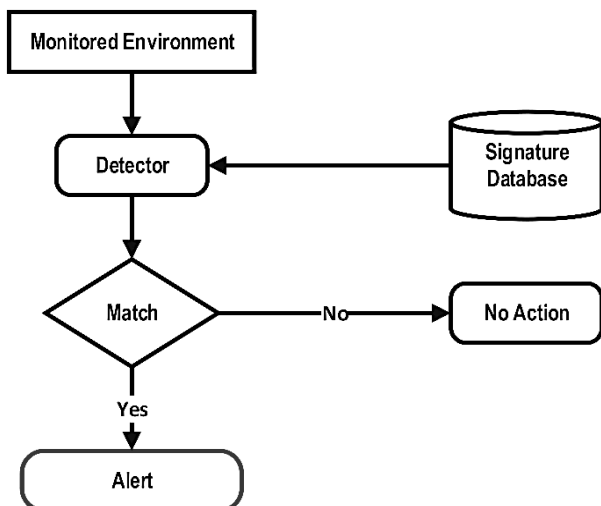 Monitored Environment
Detector
Signature
Database
Match
No
No Action
Yes
Alert